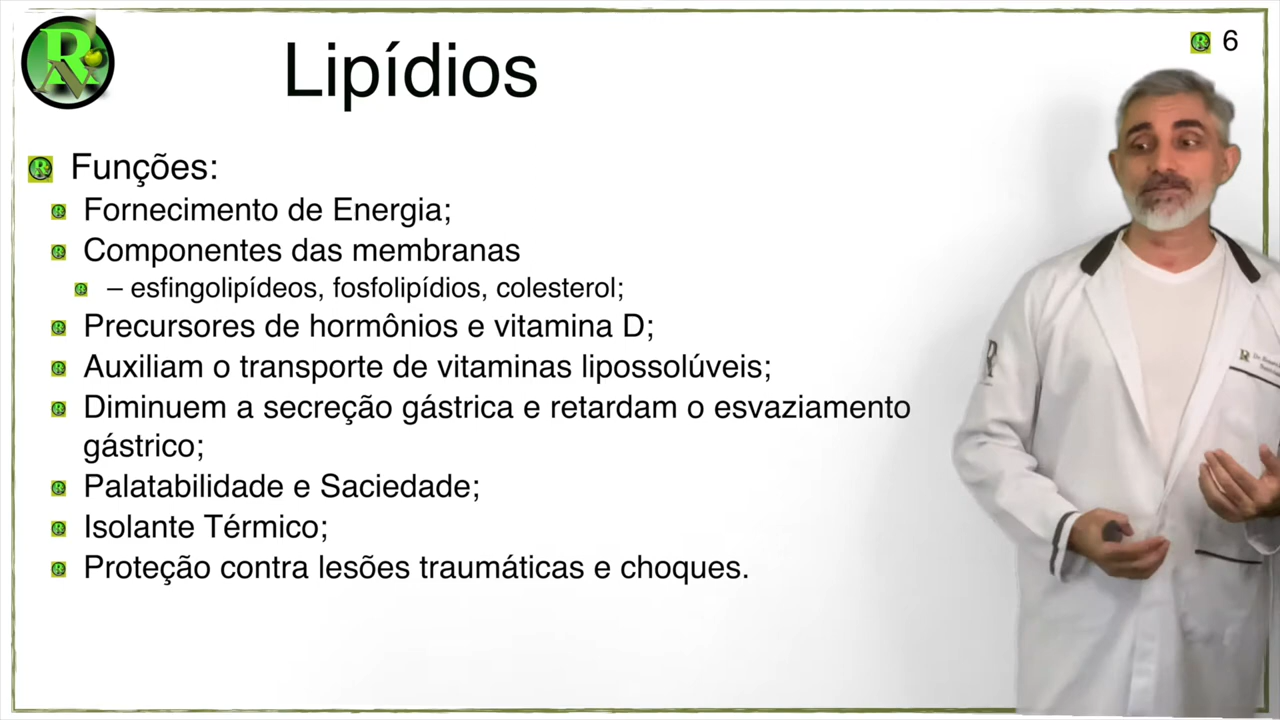 Lipídios
6
Funções:
Fornecimento de Energia;
Componentes das membranas
– esfingolipídeos, fosfolipídios, colesterol;
Precursores de hormônios e vitamina D;
Auxiliam o transporte de vitaminas lipossolúveis;
Diminuem a secreção gástrica e retardam o esvaziamento
gástrico;
Palatabilidade e Saciedade;
Isolante Térmico;
Proteção contra lesões traumáticas e choques.